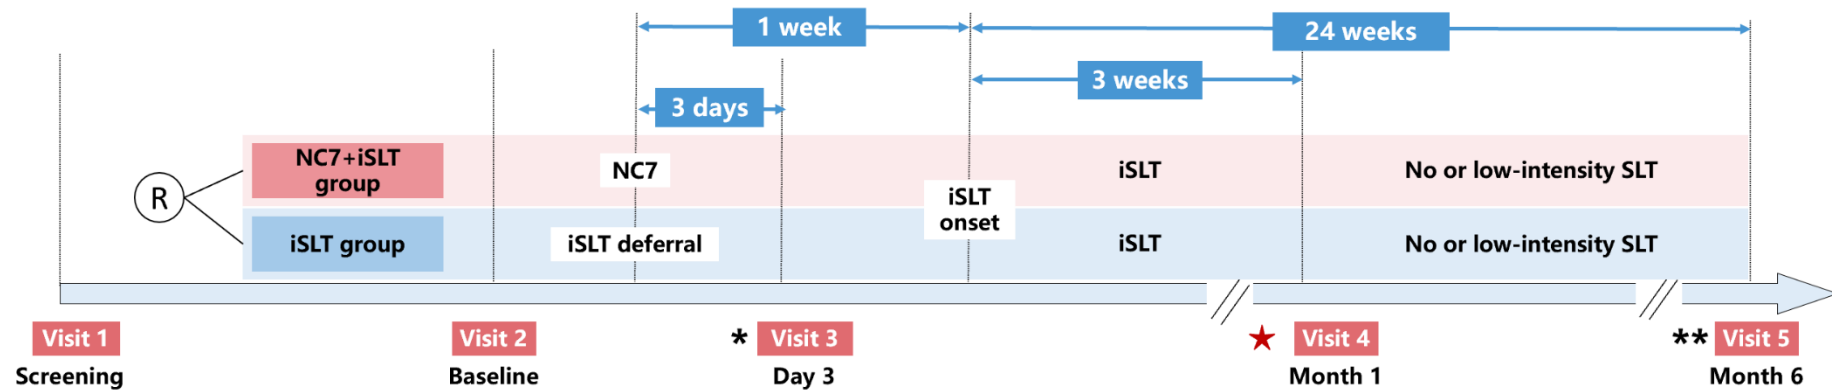 1 week
24 weeks
3 weeks
3 days
R
NC7+iSLT
group
NC7
iSLT
No or low-intensity SLT
iSLT
onset
iSLT group
iSLT deferral
iSLT
No or low-intensity SLT
Visit 1
Visit 2
* Visit 3
★ Visit 4
** Visit 5
Screening
Baseline
Day 3
Month 1
Month 6